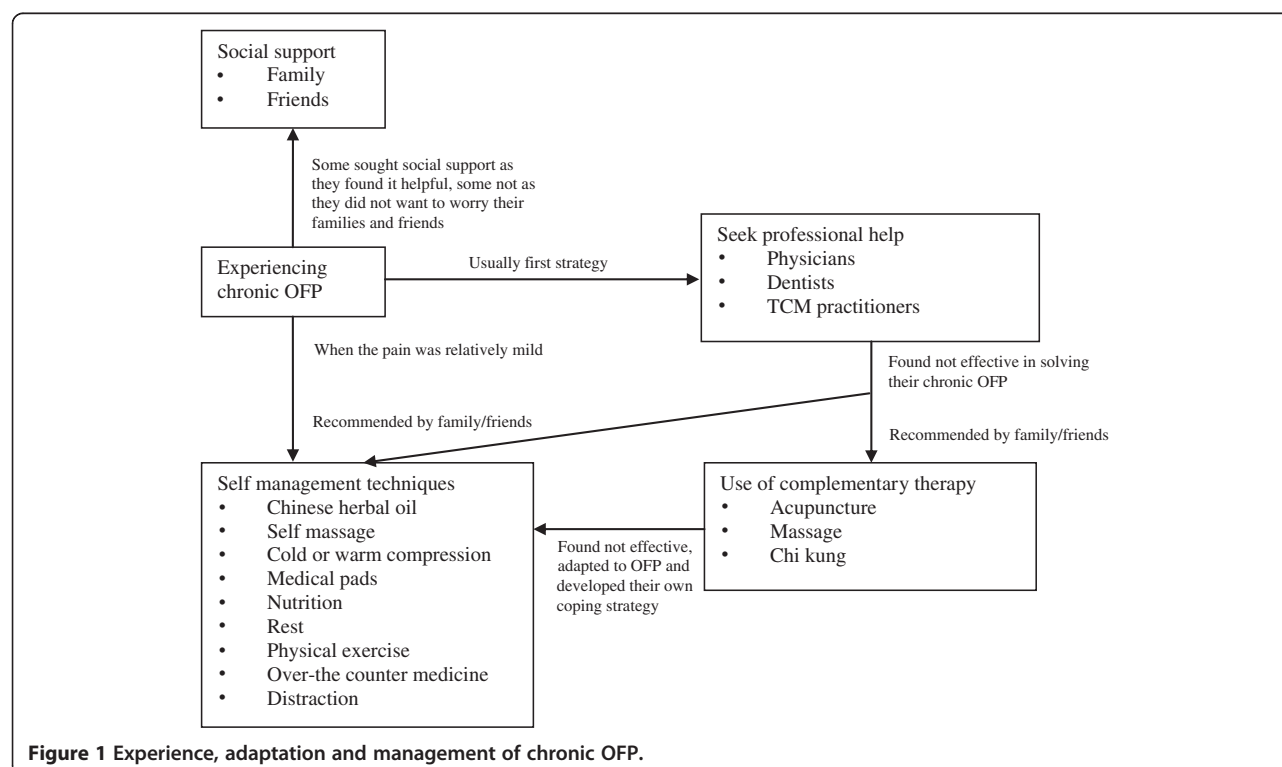 Social support
• Family
• Friends
Some sought social support as
they found it helpful, some not as
they did not want to worry their
families and friends
Experiencing
chronic OFP
Usually first strategy
Seek professional help
• Physicians
• Dentists
• TCM practitioners
When the pain was relatively mild
Found not effective in solving
their chronic OFP
Recommended by family/friends
Recommended by family/friends
Self management techniques
• Chinese herbal oil
• Self massage
• Cold or warm compression
• Medical pads
• Nutrition
• Rest
• Physical exercise
• Over-the counter medicine
• Distraction
Found not effective,
adapted to OFP and
developed their own
coping strategy
Use of complementary therapy
• Acupuncture
• Massage
• Chi kung
Figure 1 Experience, adaptation and management of chronic OFP.